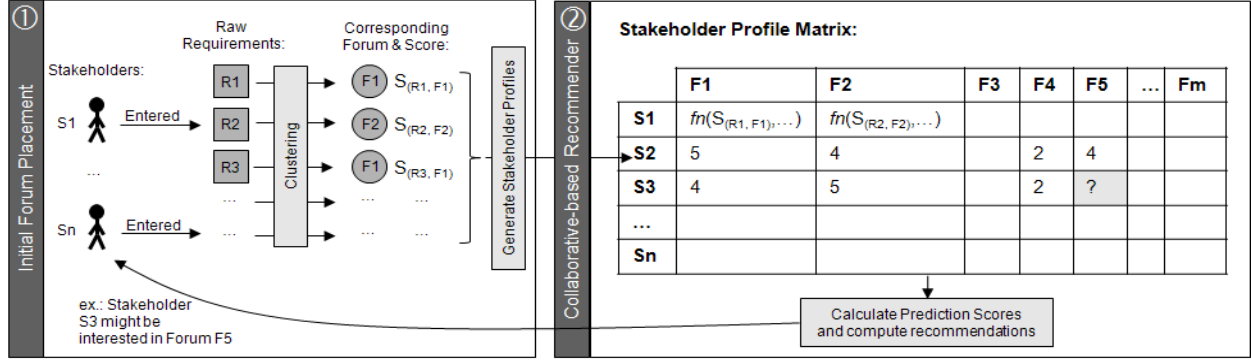 ①
Initial Forum Placement
Raw
Requirements:
Corresponding
Forum & Score:
Stakeholders:
R1
F1
S(R1, F1)
S1
Entered
R2
F2
S(R2, F2)
...
R3
F1
S(R3, F1)
Clustering
... ... ...
Sn
Entered
... ... ...
Generate Stakeholder Profiles
ex.: Stakeholder
S3 might be
interested in Forum F5
②
Collaborative-based Recommender
Stakeholder Profile Matrix:
F1 F2 F3 F4 F5 ... Fm
S1 fn(S(R1, F1),...) fn(S(R2, F2),...)
S2 5 4 2 4
S3 4 5 2 ?
...
Sn
Calculate Prediction Scores
and compute recommendations